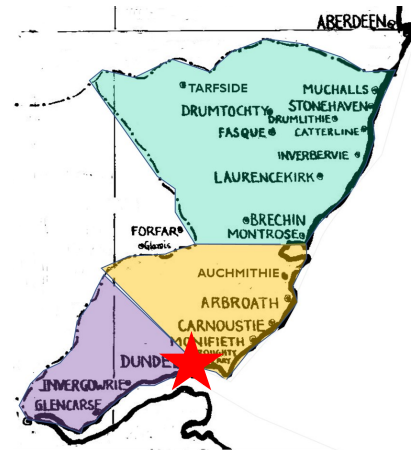 ABERDEEN
TARFSIDE
MUCHALLS
STONEHAVEN
DRUMTOCHTY
DRUMLITHIE
FASQUE
CATTERLINE
INVERBERVIE
LAURENCEKIRK
BRECHIN
FORFAR
MONTROSE
Glamis
AUCHMITHIE
ARBROATH
CARNOUSTIE
MONIFIETH
INVERGOWRIE
GLENCARSE